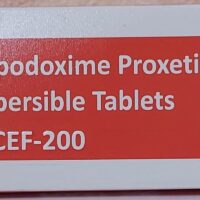 podoxime Proxeti
persible Tablets
CEF-200